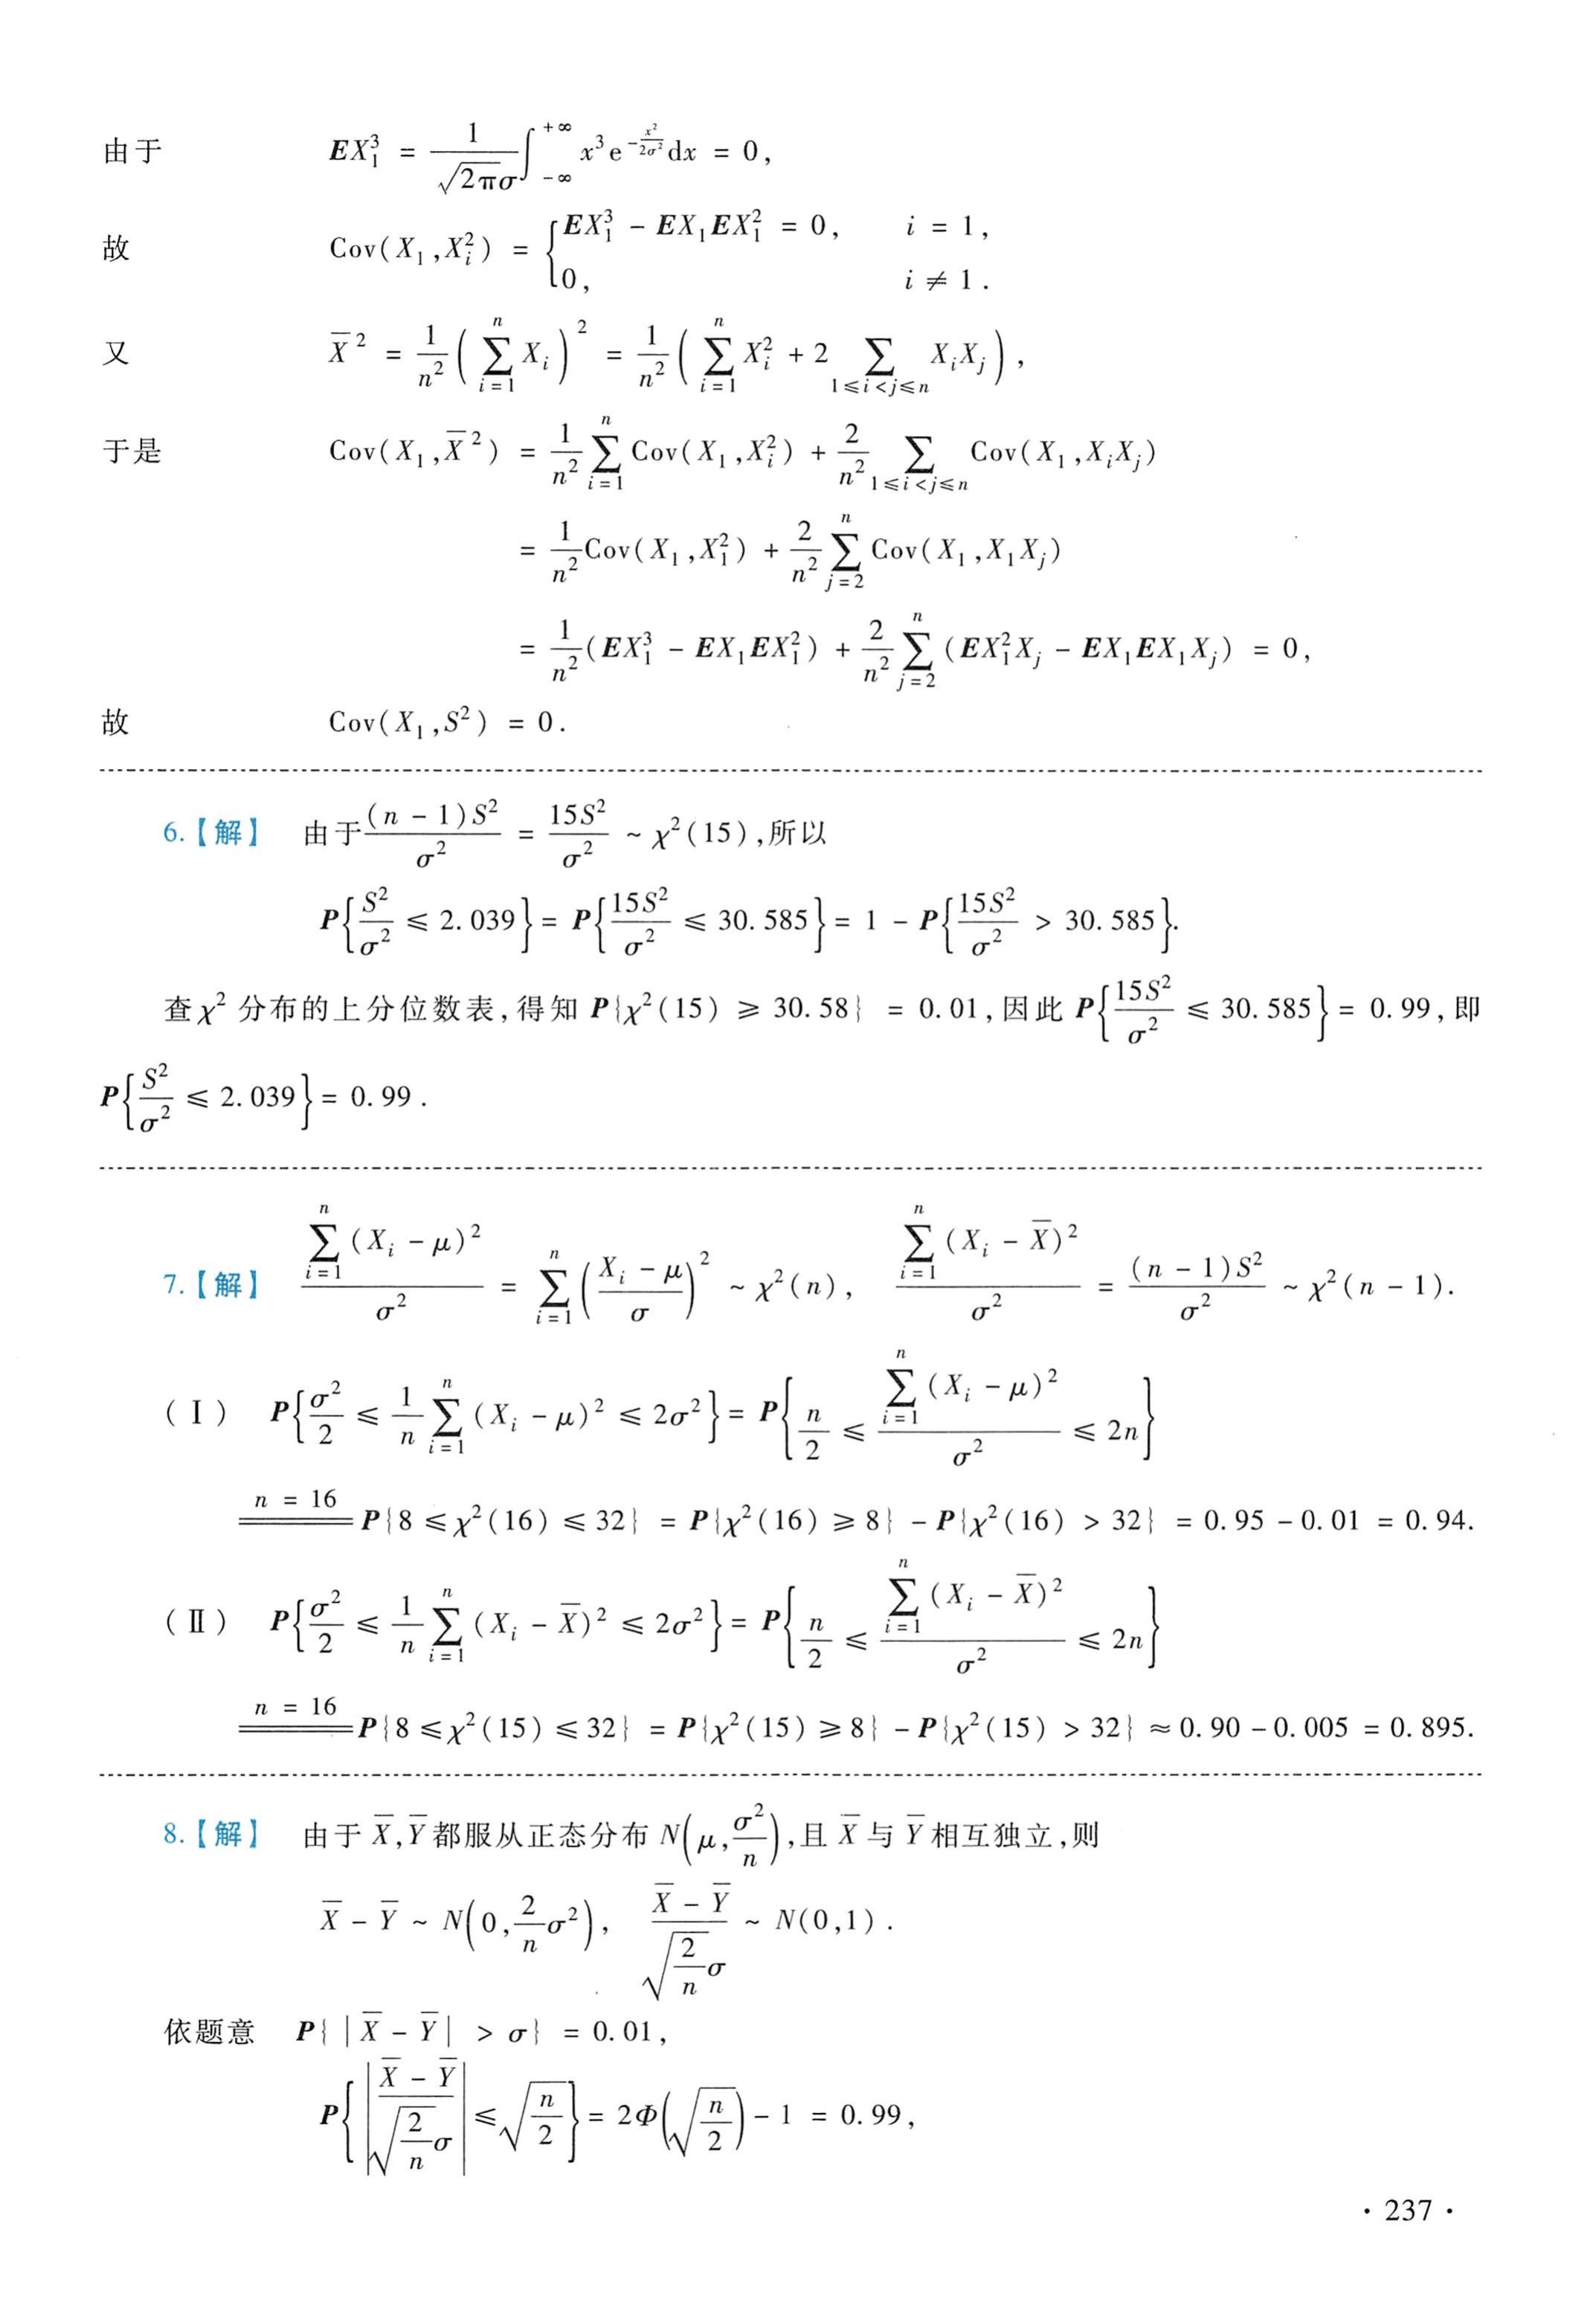 由于 $EX_1^3 = \frac{1}{\sqrt{2\pi}\sigma}\int_{-\infty}^{+\infty} x^3 e^{-\frac{x^2}{2\sigma^2}}dx = 0,$
故 $\mathrm{Cov}(X_1,X_i^2) = \begin{cases} EX_1^3 - EX_1EX_1^2 = 0, & i = 1, \\ 0, & i \neq 1. \end{cases}$
又 $\overline{X}^2 = \frac{1}{n^2}\left(\sum_{i=1}^{n} X_i\right)^2 = \frac{1}{n^2}\left(\sum_{i=1}^{n} X_i^2 + 2\sum_{1\leqslant i<j\leqslant n} X_iX_j\right),$
于是 $\mathrm{Cov}(X_1,\overline{X}^2) = \frac{1}{n^2}\sum_{i=1}^{n}\mathrm{Cov}(X_1,X_i^2) + \frac{2}{n^2}\sum_{1\leqslant i<j\leqslant n}\mathrm{Cov}(X_1,X_iX_j)$
$= \frac{1}{n^2}\mathrm{Cov}(X_1,X_1^2) + \frac{2}{n^2}\sum_{j=2}^{n}\mathrm{Cov}(X_1,X_1X_j)$
$= \frac{1}{n^2}(EX_1^3 - EX_1EX_1^2) + \frac{2}{n^2}\sum_{j=2}^{n}(EX_1^2X_j - EX_1EX_1X_j) = 0,$
故 $\mathrm{Cov}(X_1,S^2) = 0.$
6.【解】 由于$\frac{(n-1)S^2}{\sigma^2} = \frac{15S^2}{\sigma^2} \sim \chi^2(15)$,所以
$P\left\{\frac{S^2}{\sigma^2} \leqslant 2.039\right\} = P\left\{\frac{15S^2}{\sigma^2} \leqslant 30.585\right\} = 1 - P\left\{\frac{15S^2}{\sigma^2} > 30.585\right\}.$
查$\chi^2$ 分布的上分位数表,得知 $P\{\chi^2(15) \geqslant 30.58\} = 0.01$,因此 $P\left\{\frac{15S^2}{\sigma^2} \leqslant 30.585\right\} = 0.99$,即
$P\left\{\frac{S^2}{\sigma^2} \leqslant 2.039\right\} = 0.99.$
7.【解】 $\frac{\sum_{i=1}^{n}(X_i-\mu)^2}{\sigma^2} = \sum_{i=1}^{n}\left(\frac{X_i-\mu}{\sigma}\right)^2 \sim \chi^2(n), \quad \frac{\sum_{i=1}^{n}(X_i-\overline{X})^2}{\sigma^2} = \frac{(n-1)S^2}{\sigma^2} \sim \chi^2(n-1).$
(Ⅰ) $P\left\{\frac{\sigma^2}{2} \leqslant \frac{1}{n}\sum_{i=1}^{n}(X_i-\mu)^2 \leqslant 2\sigma^2\right\} = P\left\{\frac{n}{2} \leqslant \frac{\sum_{i=1}^{n}(X_i-\mu)^2}{\sigma^2} \leqslant 2n\right\}$
$\xlongequal{n=16} P\{8 \leqslant \chi^2(16) \leqslant 32\} = P\{\chi^2(16) \geqslant 8\} - P\{\chi^2(16) > 32\} = 0.95 - 0.01 = 0.94.$
(Ⅱ) $P\left\{\frac{\sigma^2}{2} \leqslant \frac{1}{n}\sum_{i=1}^{n}(X_i-\overline{X})^2 \leqslant 2\sigma^2\right\} = P\left\{\frac{n}{2} \leqslant \frac{\sum_{i=1}^{n}(X_i-\overline{X})^2}{\sigma^2} \leqslant 2n\right\}$
$\xlongequal{n=16} P\{8 \leqslant \chi^2(15) \leqslant 32\} = P\{\chi^2(15) \geqslant 8\} - P\{\chi^2(15) > 32\} \approx 0.90 - 0.005 = 0.895.$
8.【解】 由于 $\overline{X},\overline{Y}$都服从正态分布 $N\left(\mu,\frac{\sigma^2}{n}\right)$,且 $\overline{X}$ 与 $\overline{Y}$ 相互独立,则
$\overline{X} - \overline{Y} \sim N\left(0,\frac{2}{n}\sigma^2\right), \quad \frac{\overline{X}-\overline{Y}}{\sqrt{\frac{2}{n}}\sigma} \sim N(0,1).$
依题意 $P\{|\overline{X}-\overline{Y}| > \sigma\} = 0.01,$
$P\left\{\left|\frac{\overline{X}-\overline{Y}}{\sqrt{\frac{2}{n}}\sigma}\right| \leqslant \sqrt{\frac{n}{2}}\right\} = 2\Phi\left(\sqrt{\frac{n}{2}}\right) - 1 = 0.99,$
· 237 ·